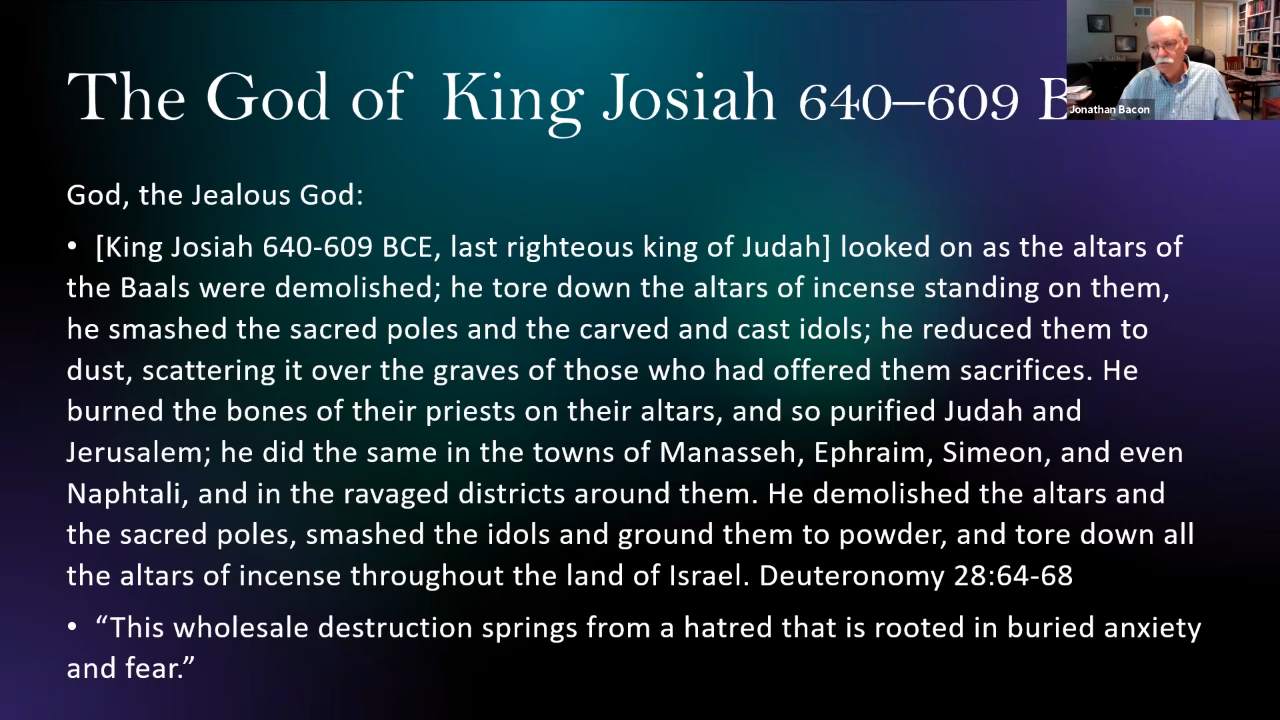 The God of King Josiah 640–609 B
Jonathan Bacon
God, the Jealous God:
• [King Josiah 640-609 BCE, last righteous king of Judah] looked on as the altars of
the Baals were demolished; he tore down the altars of incense standing on them,
he smashed the sacred poles and the carved and cast idols; he reduced them to
dust, scattering it over the graves of those who had offered them sacrifices. He
burned the bones of their priests on their altars, and so purified Judah and
Jerusalem; he did the same in the towns of Manasseh, Ephraim, Simeon, and even
Naphtali, and in the ravaged districts around them. He demolished the altars and
the sacred poles, smashed the idols and ground them to powder, and tore down all
the altars of incense throughout the land of Israel. Deuteronomy 28:64-68
• “This wholesale destruction springs from a hatred that is rooted in buried anxiety
and fear.”